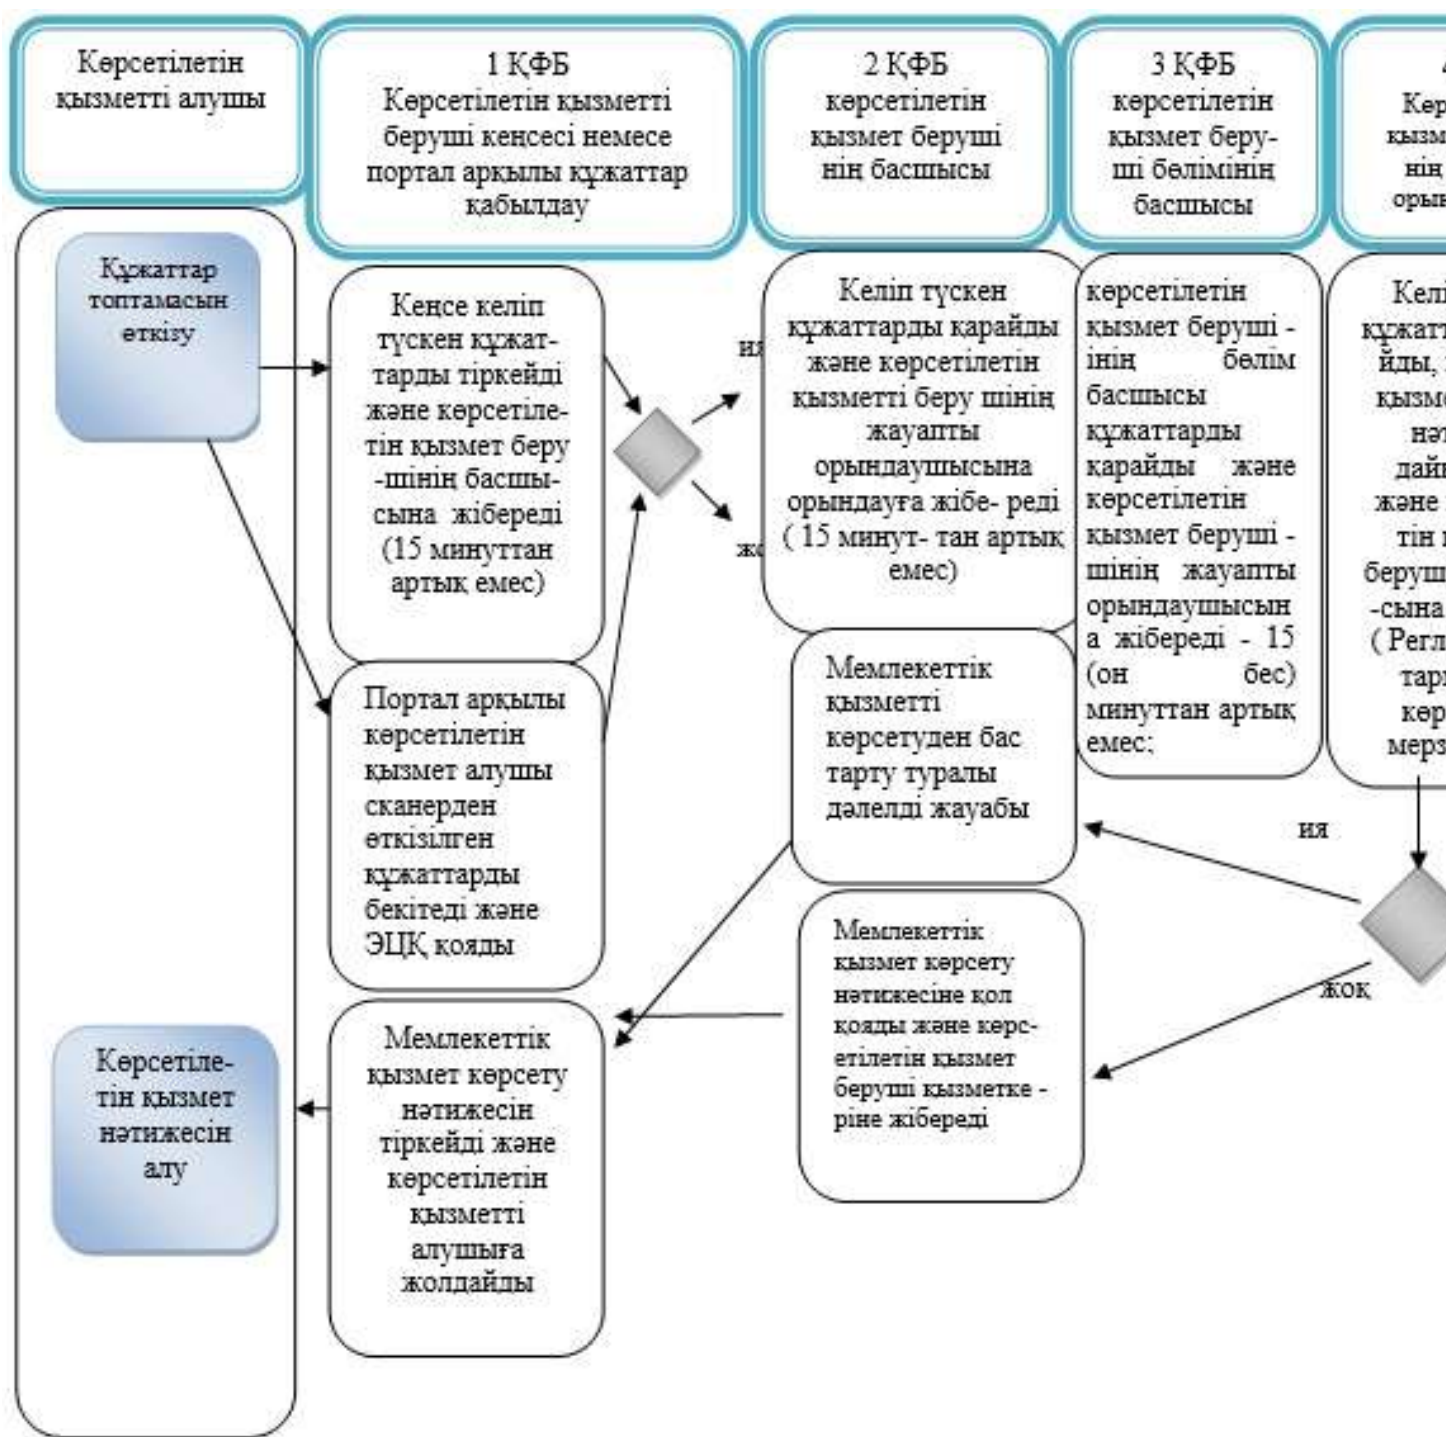 Көрсетілетін
қызметті алушы
1 ҚФБ
Көрсетілетін қызметті
беруші кеңсесі немесе
портал арқылы құжаттар
қабылдау
2 ҚФБ
көрсетілетін
қызмет беруші
нің басшысы
3 ҚФБ
көрсетілетін
қызмет беру-
ші бөлімінің
басшысы
нің
Құжаттар
топтамасын
өткізу
Кеңсе келіп
түскен құжат-
тарды тіркейді
және көрсетіле-
тін қызмет беру
-шінің басшы-
сына жібереді
(15 минуттан
артық емес)
Келіп түскен
құжаттарды қарайды
және көрсетілетін
қызметті беру шінің
жауапты
орындаушысына
орындауға жібе- реді
( 15 минут- тан артық
емес)
көрсетілетін
қызмет беруші -
інің бөлім
басшысы
құжаттарды
қарайды және
көрсетілетін
қызмет беруші -
шінің жауапты
орындаушысын
а жібереді - 15
(он бес)
минуттан артық
емес;
йды,
және
тін
-сына
Портал арқылы
көрсетілетін
қызмет алушы
сканерден
өткізілген
құжаттарды
бекітеді және
ЭЦҚ қояды
Мемлекеттік
қызметті
көрсетуден бас
тарту туралы
дәлелді жауабы
ия
жоқ
Мемлекеттік
қызмет көрсету
нәтижесіне қол
қояды және көрс-
етілетін қызмет
беруші қызметке -
ріне жібереді
Мемлекеттік
қызмет көрсету
нәтижесін
тіркейді және
көрсетілетін
қызметті
алушыға
жолдайды
Көрсетіле-
тін қызмет
нәтижесін
алу